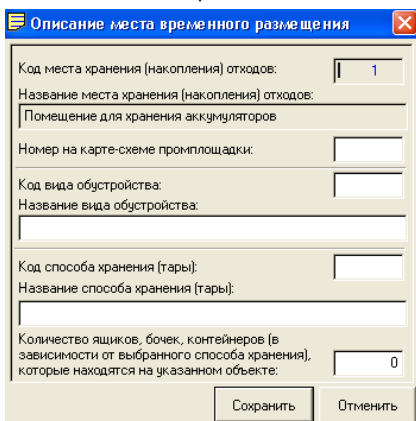 Описание места временного размещения
Код места хранения (накопления) отходов: 1
Название места хранения (накопления) отходов:
Помещение для хранения аккумуляторов
Номер на карте-схеме промплощадки:
Код вида обустройства:
Название вида обустройства:
Код способа хранения (тары):
Название способа хранения (тары):
Количество ящиков, бочек, контейнеров (в
зависимости от выбранного способа хранения),
которые находятся на указанном объекте: 0
Сохранить Отменить